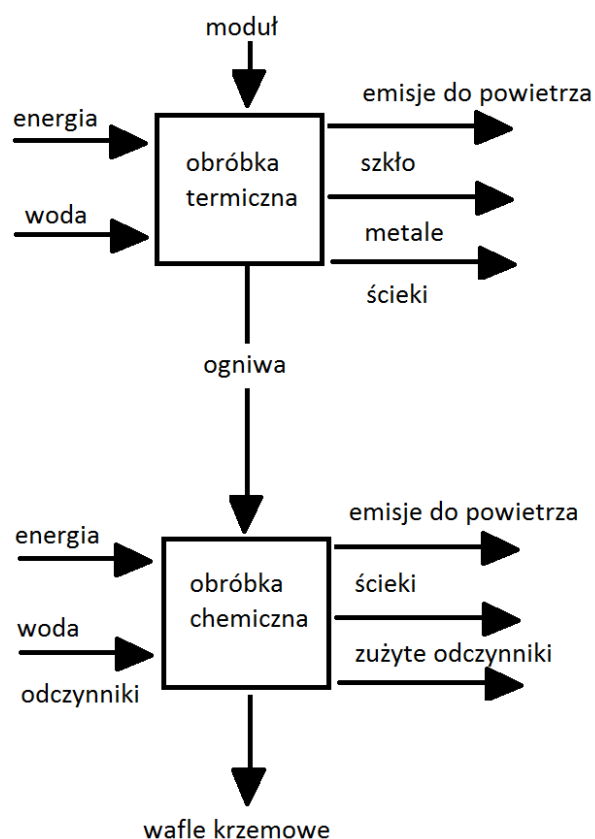 moduł
emisje do powietrza
energia
obróbka
termiczna
szkło
woda
metale
ścieki
ogniwa
emisje do powietrza
energia
obróbka
chemiczna
ścieki
woda
zużyte odczynniki
odczynniki
wafle krzemowe